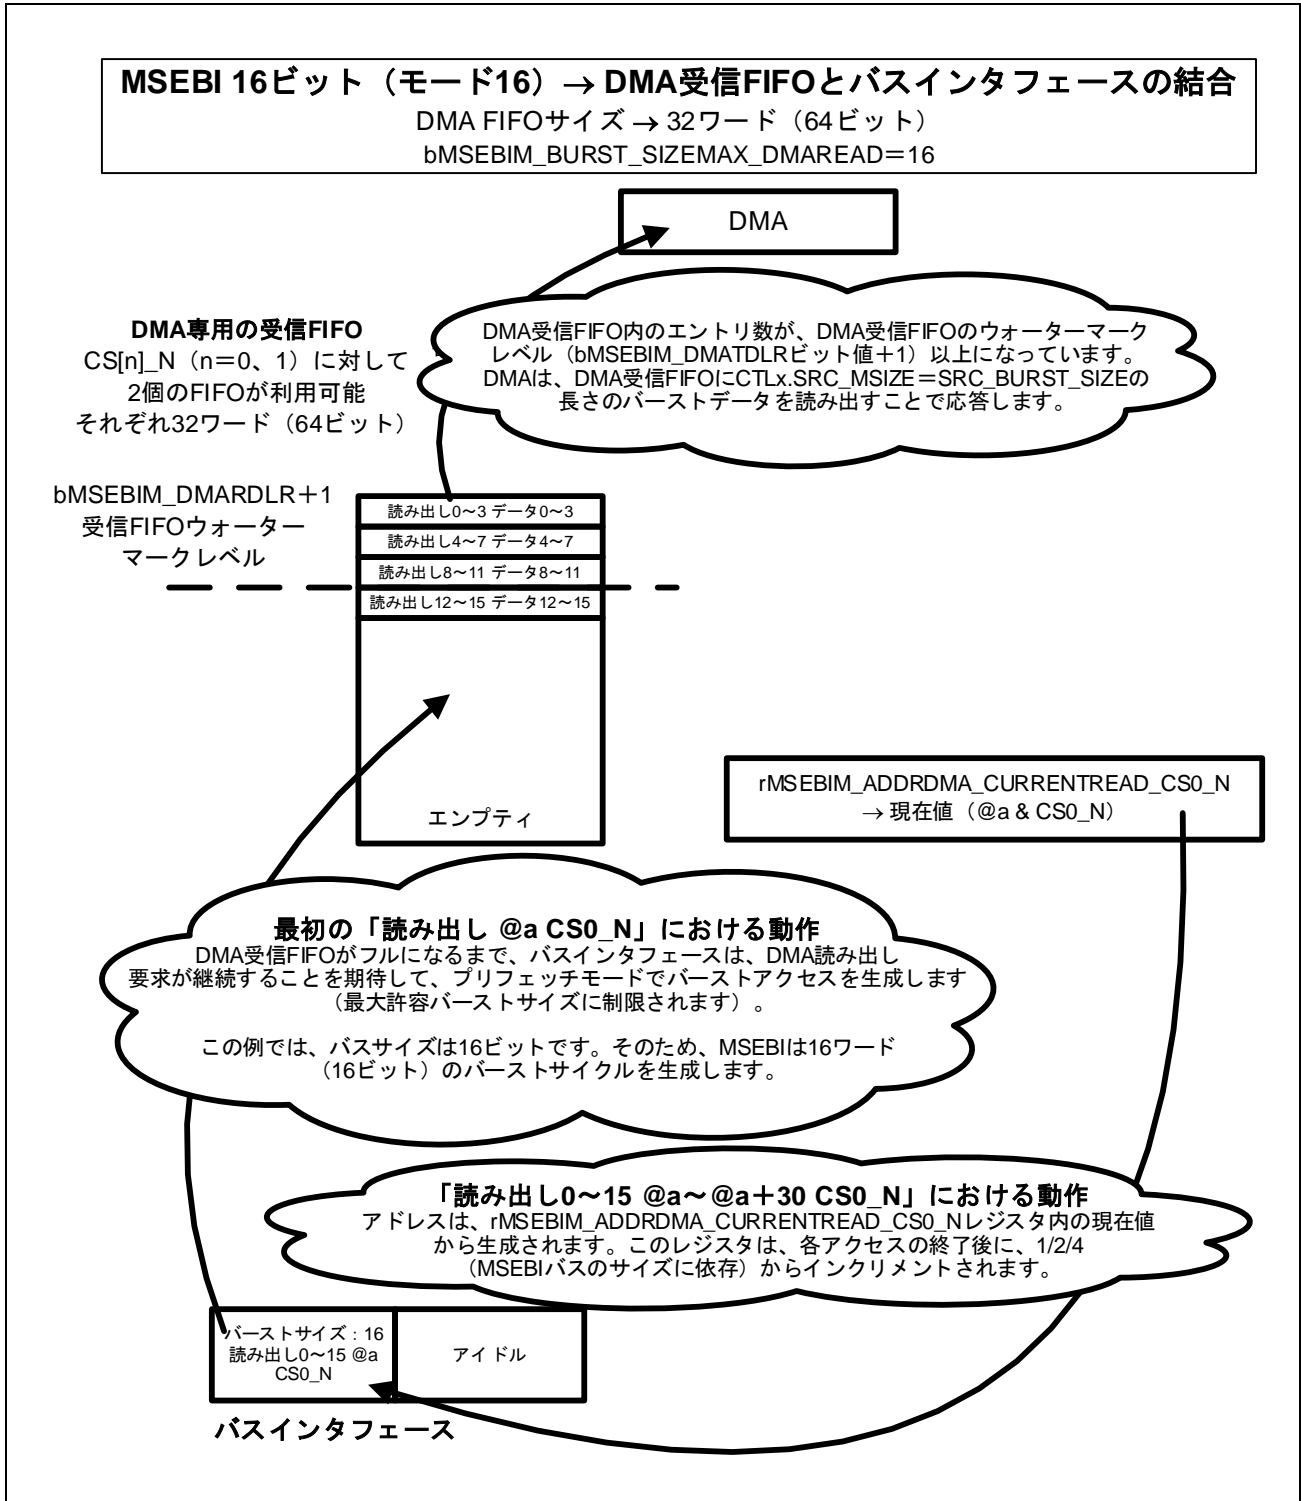 MSEBI 16ビット（モード16）→ DMA受信FIFOとバスインタフェースの結合
DMA FIFOサイズ → 32ワード（64ビット）
bMSEBIM_BURST_SIZEMAX_DMAREAD＝16
DMA
DMA専用の受信FIFO
CS[n]_N（n＝0、1）に対して
2個のFIFOが利用可能
それぞれ32ワード（64ビット）
DMA受信FIFO内のエントリ数が、DMA受信FIFOのウォーターマーク
レベル（bMSEBIM_DMATDLRビット値＋1）以上になっています。
DMAは、DMA受信FIFOにCTLx.SRC_MSIZE＝SRC_BURST_SIZEの
長さのバーストデータを読み出すことで応答します。
bMSEBIM_DMARDLR＋1
受信FIFOウォーター
マークレベル
読み出し0～3 データ0～3
読み出し4～7 データ4～7
読み出し8～11 データ8～11
読み出し12～15 データ12～15
エンプティ
rMSEBIM_ADDRDMA_CURRENTREAD_CS0_N
→ 現在値（@a & CS0_N）
最初の「読み出し @a CS0_N」における動作
DMA受信FIFOがフルになるまで、バスインタフェースは、DMA読み出し
要求が継続することを期待して、プリフェッチモードでバーストアクセスを生成します
（最大許容バーストサイズに制限されます）。
この例では、バスサイズは16ビットです。そのため、MSEBIは16ワード
（16ビット）のバーストサイクルを生成します。
「読み出し0～15 @a～@a＋30 CS0_N」における動作
アドレスは、rMSEBIM_ADDRDMA_CURRENTREAD_CS0_Nレジスタ内の現在値
から生成されます。このレジスタは、各アクセスの終了後に、1/2/4
（MSEBIバスのサイズに依存）からインクリメントされます。
バーストサイズ：16
読み出し0～15 @a
CS0_N
アイドル
バスインタフェース